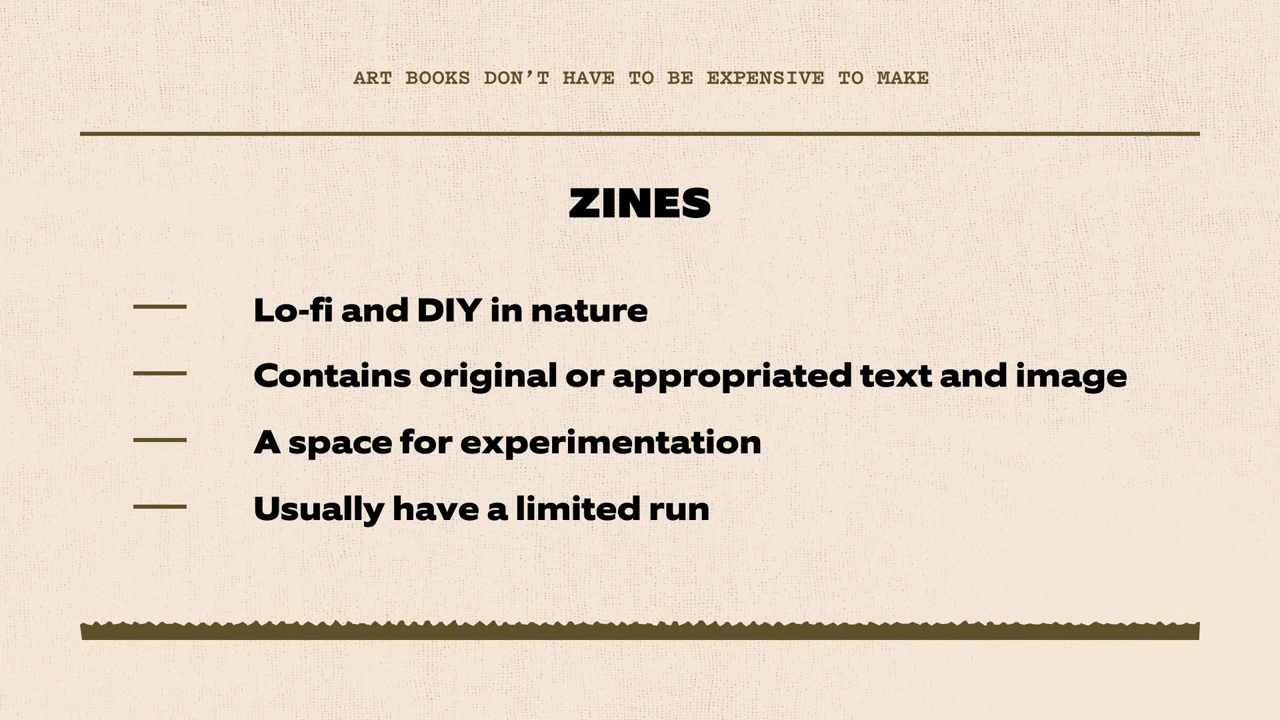 ART BOOKS DON’T HAVE TO BE EXPENSIVE TO MAKE
ZINES
Lo-fi and DIY in nature
Contains original or appropriated text and image
A space for experimentation
Usually have a limited run